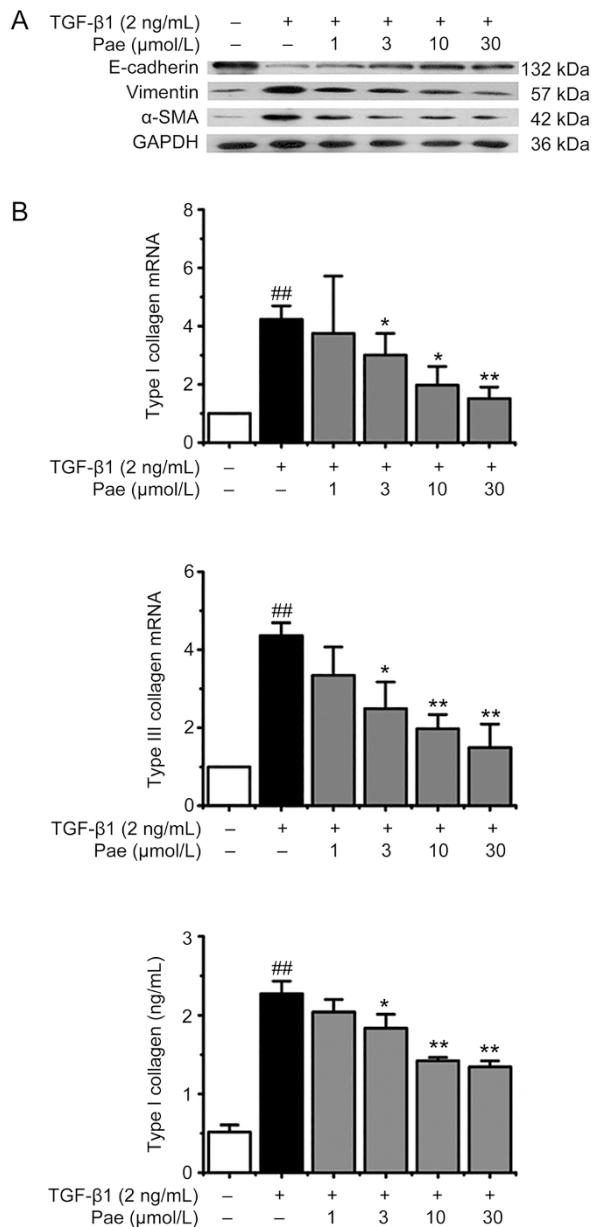 A
TGF-β1 (2 ng/mL) – + + + + +
Pae (μmol/L) – – 1 3 10 30
E-cadherin 132 kDa
Vimentin 57 kDa
α-SMA 42 kDa
GAPDH 36 kDa
B
Type I collagen mRNA
8
6
4
2
0
##
*
*
**
TGF-β1 (2 ng/mL) – + + + + +
Pae (μmol/L) – – 1 3 10 30
Type III collagen mRNA
6
4
2
0
##
*
**
**
TGF-β1 (2 ng/mL) – + + + + +
Pae (μmol/L) – – 1 3 10 30
Type I collagen (ng/mL)
3
2
1
0
##
*
**
**
TGF-β1 (2 ng/mL) – + + + + +
Pae (μmol/L) – – 1 3 10 30